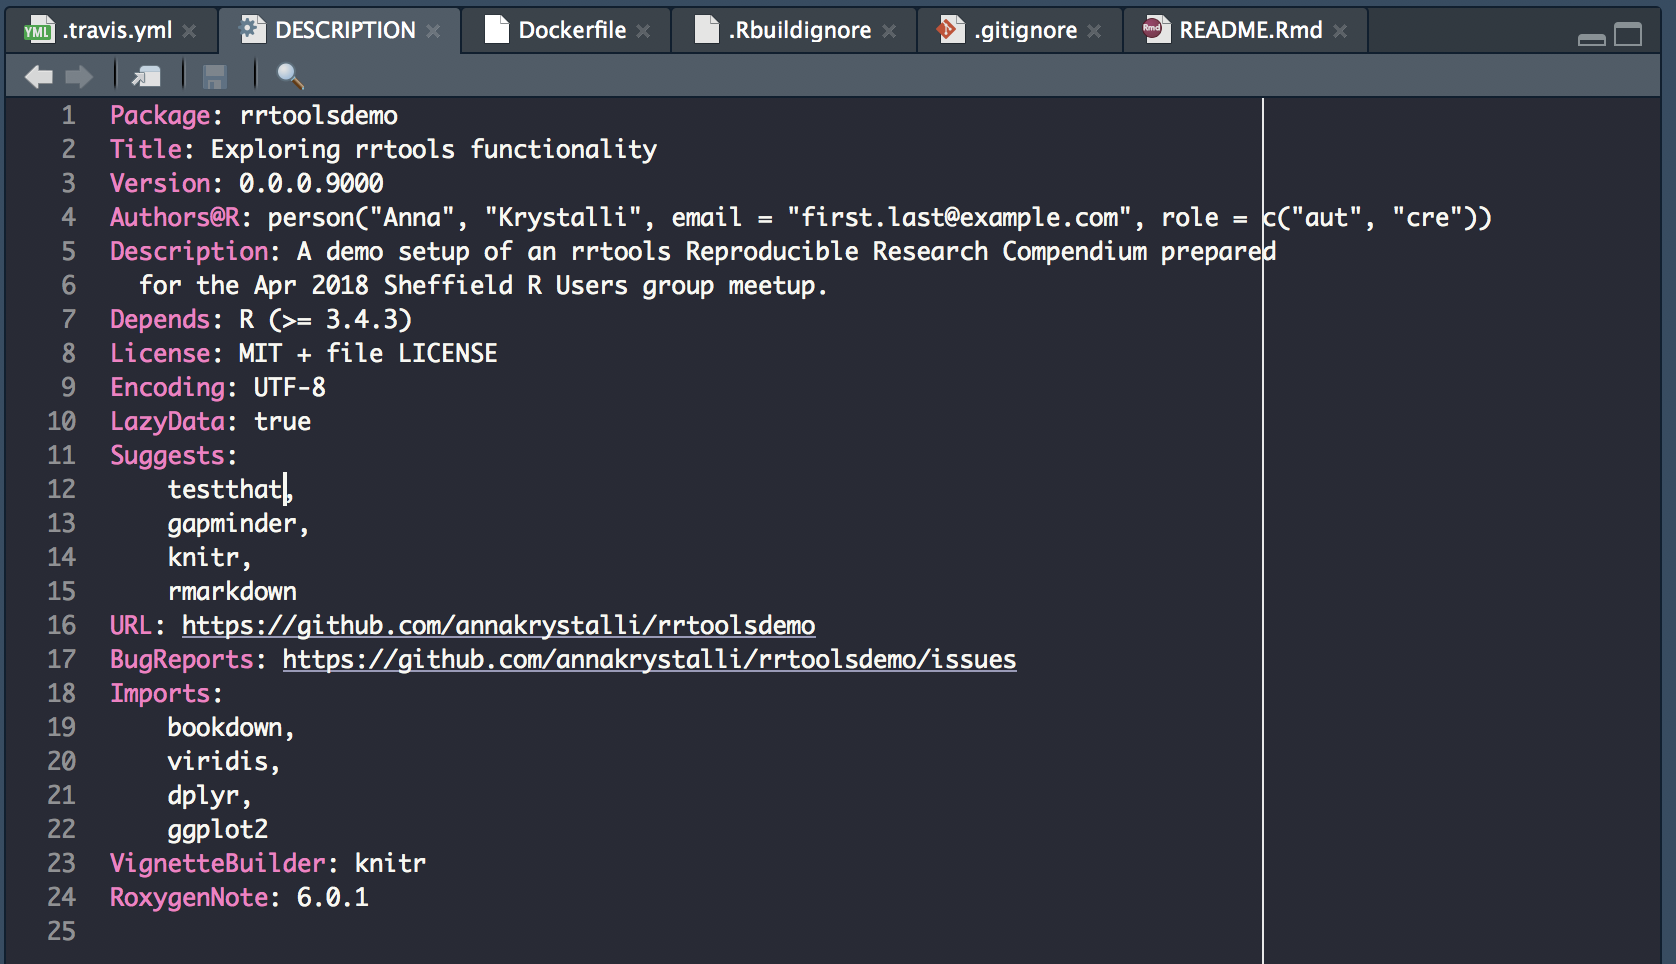 YML .travis.yml DESCRIPTION Dockerfile .Rbuildignore .gitignore Rmd README.Rmd
1 Package: rrtoolsdemo
2 Title: Exploring rrtools functionality
3 Version: 0.0.0.9000
4 Authors@R: person("Anna", "Krystalli", email = "first.last@example.com", role = c("aut", "cre"))
5 Description: A demo setup of an rrtools Reproducible Research Compendium prepared
6 for the Apr 2018 Sheffield R Users group meetup.
7 Depends: R (>= 3.4.3)
8 License: MIT + file LICENSE
9 Encoding: UTF-8
10 LazyData: true
11 Suggests:
12 testthat,
13 gapminder,
14 knitr,
15 rmarkdown
16 URL: https://github.com/annakrystalli/rrtoolsdemo
17 BugReports: https://github.com/annakrystalli/rrtoolsdemo/issues
18 Imports:
19 bookdown,
20 viridis,
21 dplyr,
22 ggplot2
23 VignetteBuilder: knitr
24 RoxygenNote: 6.0.1
25